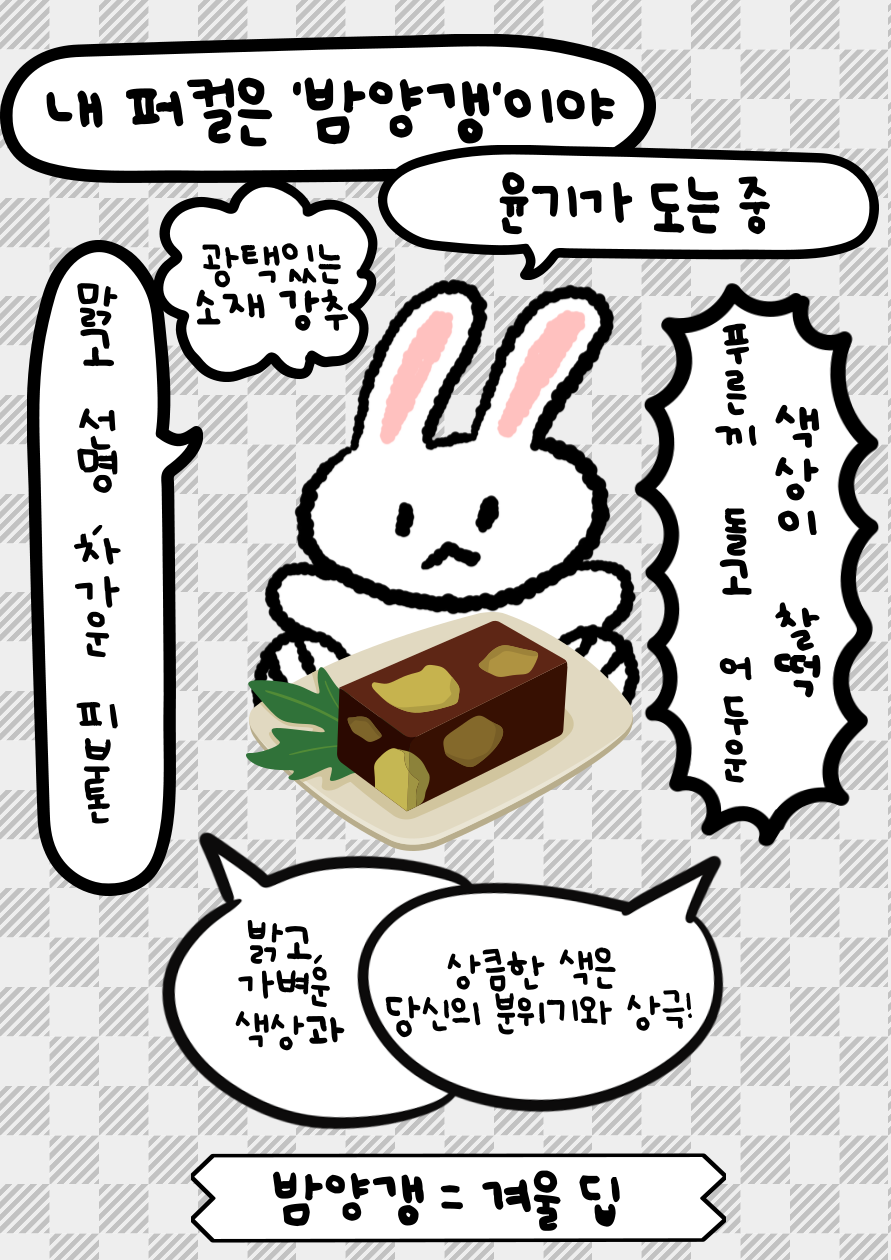 내 퍼컬은 '밤양갱'이야
윤기가 도는 중
광택있는
소재 강추
맑고 선명 차가운 피부톤
푸른끼 돌고 어두운
색상이 찰떡
밝고,
가벼운
색상과
상큼한 색은
당신의 분위기와 상극!
밤양갱 = 겨울 딥